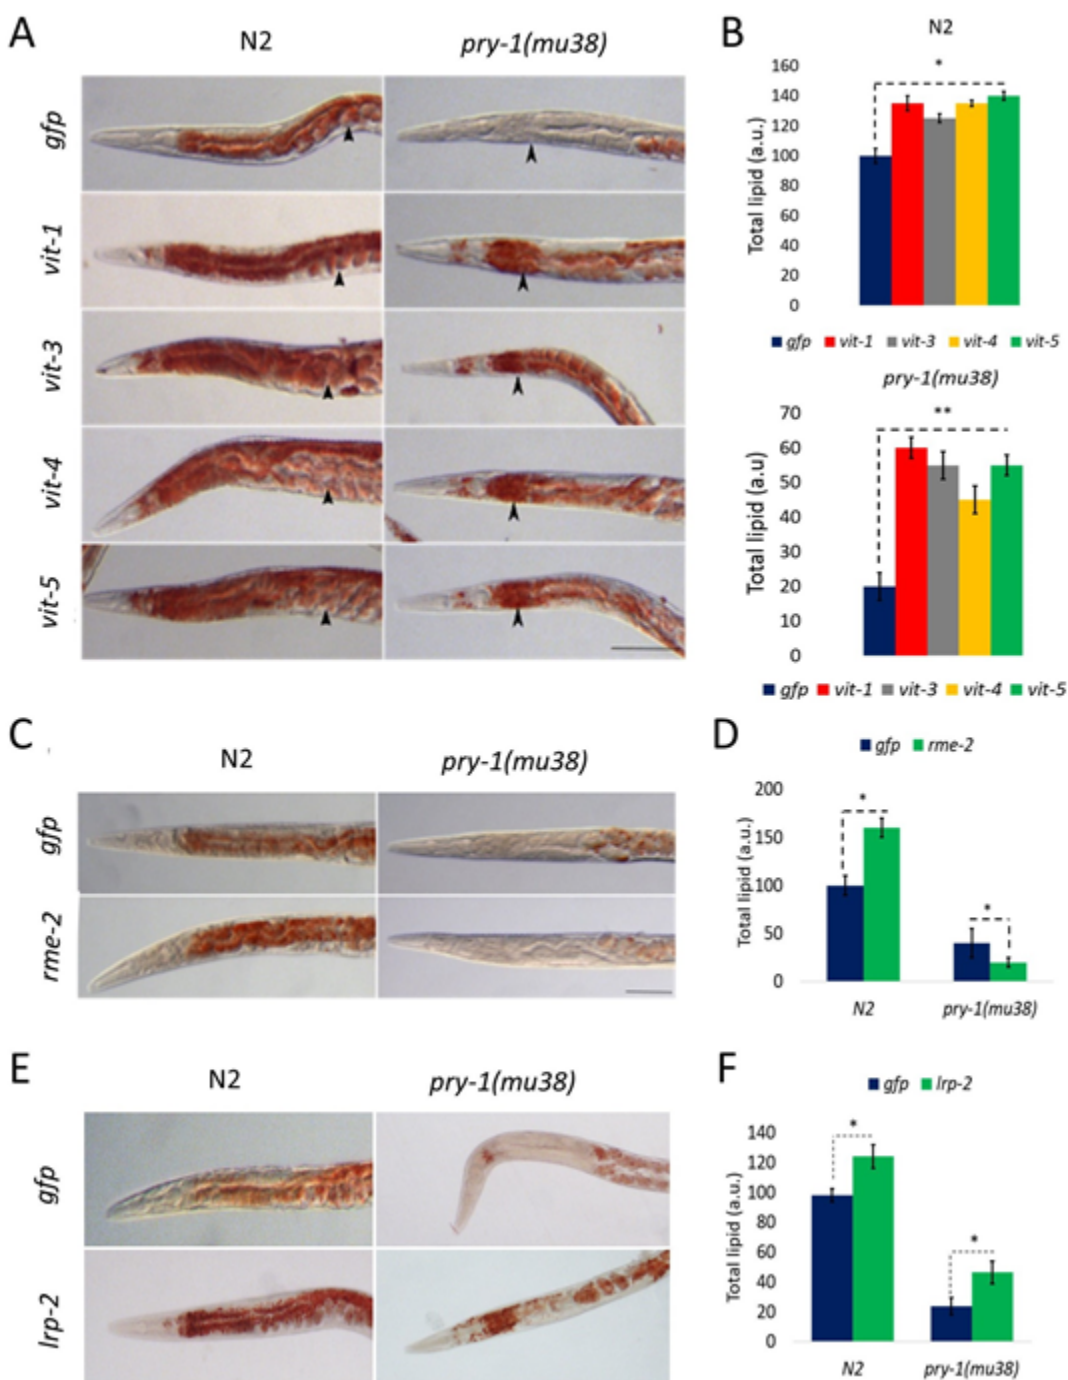 A
N2
pry-1(mu38)
gfp
vit-1
vit-3
vit-4
vit-5
B
N2
Total lipid (a.u.)
160
140
120
100
80
60
40
20
0
*
gfp vit-1 vit-3 vit-4 vit-5
pry-1(mu38)
Total lipid (a.u)
70
60
50
40
30
20
10
0
**
gfp vit-1 vit-3 vit-4 vit-5
C
N2
pry-1(mu38)
gfp
rme-2
D
gfp rme-2
Total lipid (a.u.)
200
150
100
50
0
*
*
N2
pry-1(mu38)
E
N2
pry-1(mu38)
gfp
lrp-2
F
gfp lrp-2
Total lipid (a.u.)
140
120
100
80
60
40
20
0
*
*
N2
pry-1(mu38)